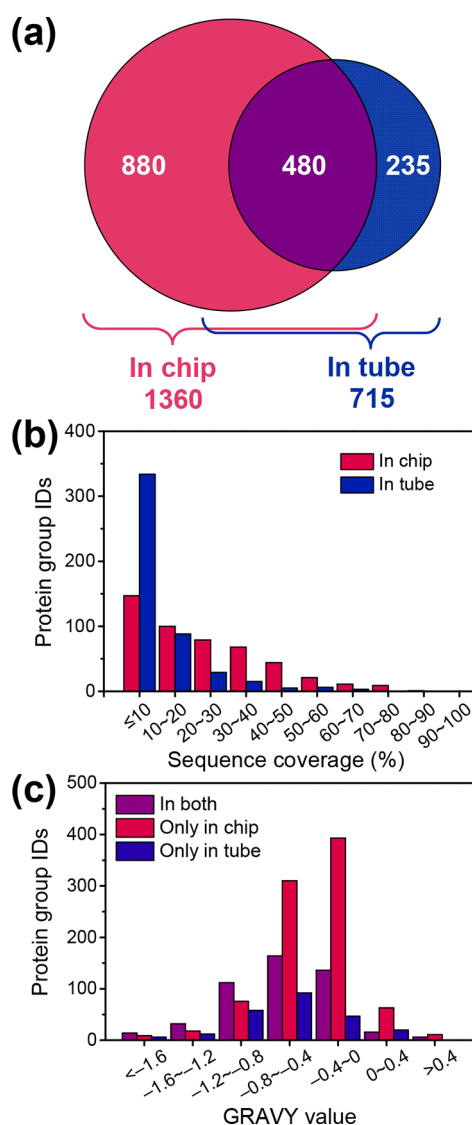 (a)
880 480 235
In chip In tube
1360 715
(b)
400
300
200
100
0
Protein group IDs
In chip
In tube
≤10 10~20 20~30 30~40 40~50 50~60 60~70 70~80 80~90 90~100
Sequence coverage (%)
(c)
500
400
300
200
100
0
Protein group IDs
In both
Only in chip
Only in tube
<–1.6 –1.6~–1.2 –1.2~–0.8 –0.8~–0.4 –0.4~0 0~0.4 >0.4
GRAVY value